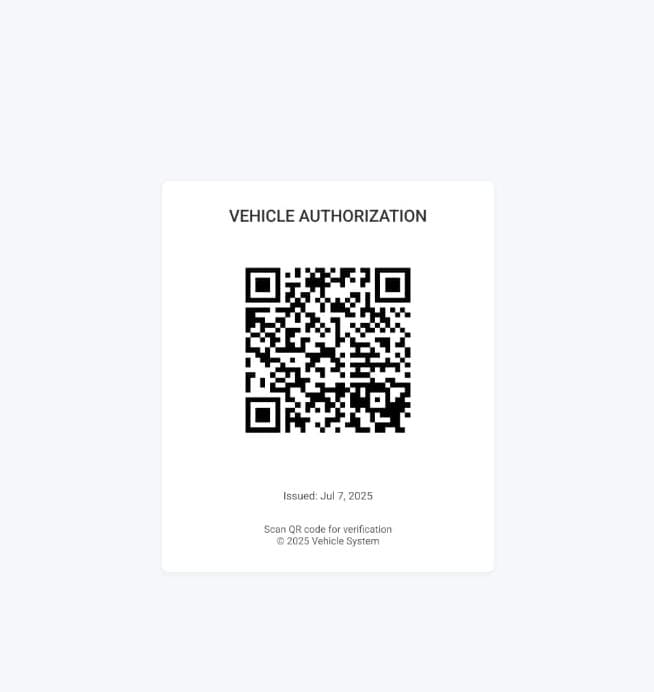 VEHICLE AUTHORIZATION
Issued: Jul 7, 2025
Scan QR code for verification
© 2025 Vehicle System